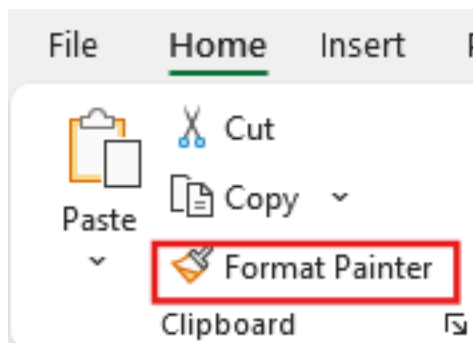 File Home Insert
Cut
Copy
Paste
Format Painter
Clipboard